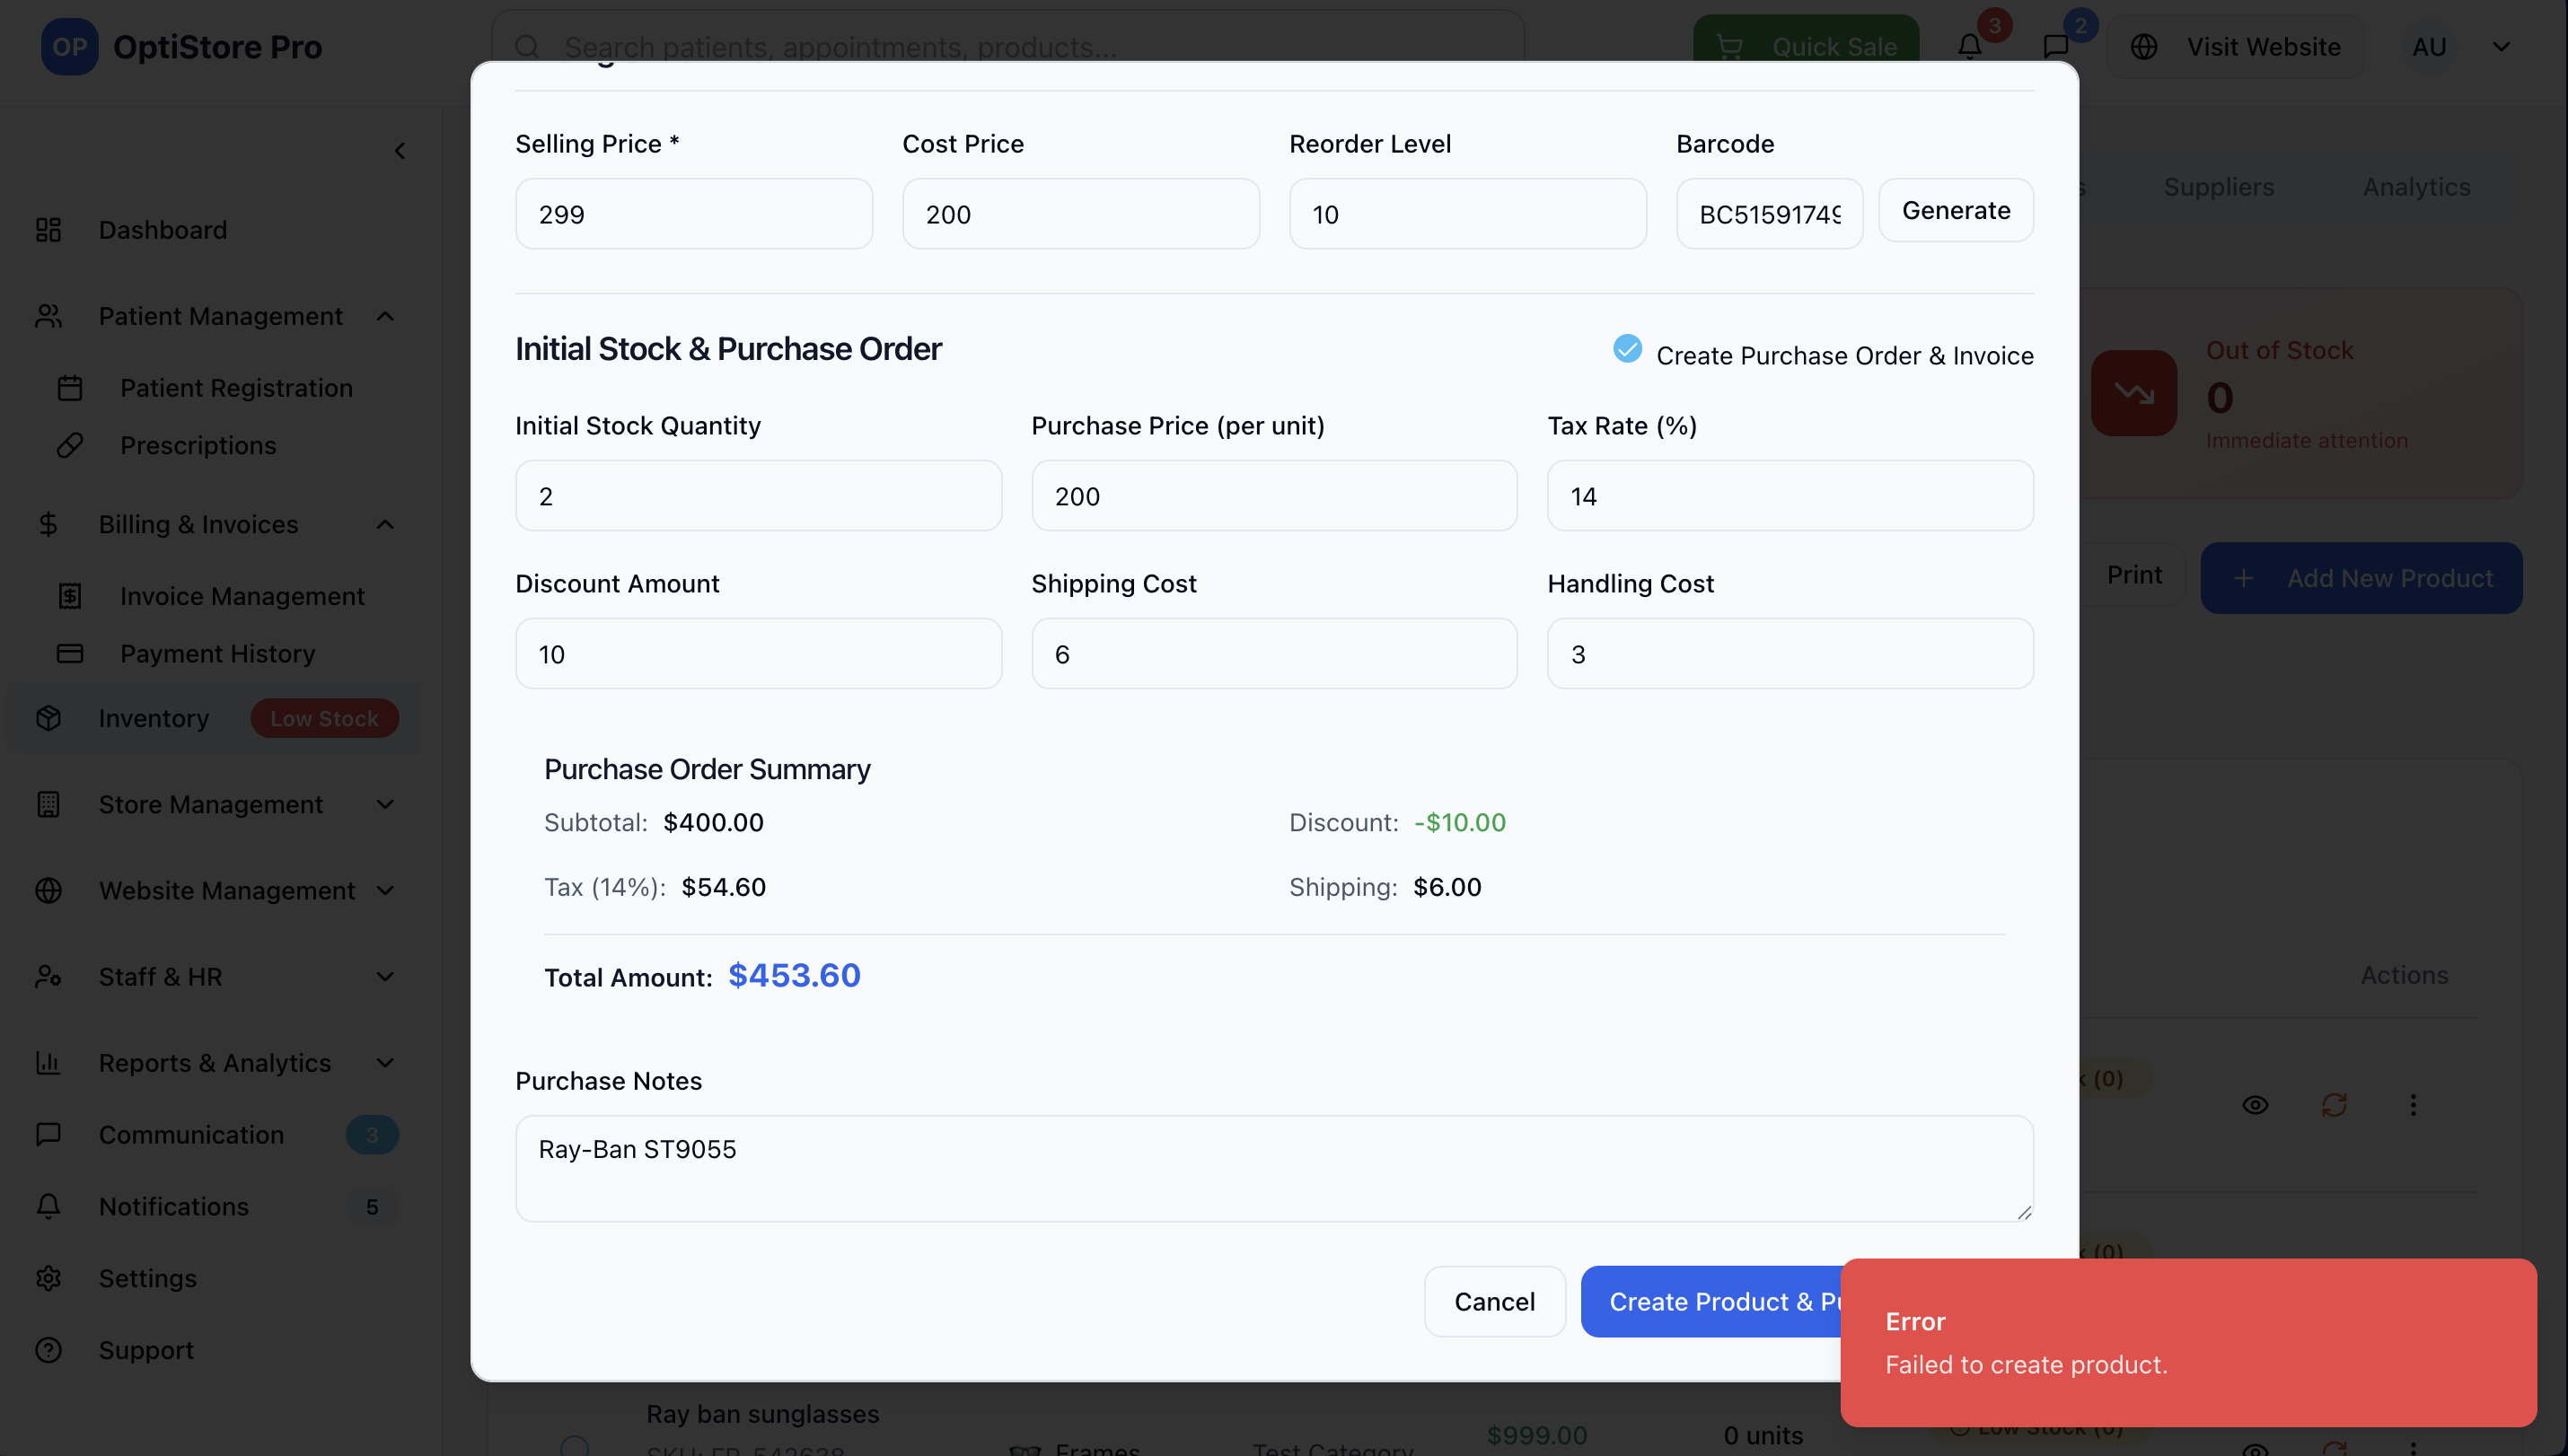 OP OptiStore Pro
Search patients, appointments, products...
Quick Sale
3
2
Visit Website
AU
Dashboard
Patient Management
Patient Registration
Prescriptions
Billing & Invoices
Invoice Management
Payment History
Inventory Low Stock
Store Management
Website Management
Staff & HR
Reports & Analytics
Communication 3
Notifications 5
Settings
Support
Selling Price * Cost Price Reorder Level Barcode
299 200 10 BC51591749 Generate
Initial Stock & Purchase Order Create Purchase Order & Invoice
Initial Stock Quantity Purchase Price (per unit) Tax Rate (%)
2 200 14
Discount Amount Shipping Cost Handling Cost
10 6 3
Purchase Order Summary
Subtotal: $400.00 Discount: -$10.00
Tax (14%): $54.60 Shipping: $6.00
Total Amount: $453.60
Purchase Notes
Ray-Ban ST9055
Cancel Create Product &
Suppliers Analytics
Out of Stock
0
Immediate attention
Print Add New Product
Actions
(0)
(0)
Error
Failed to create product.
Ray ban sunglasses
$999.00 0 units Low Stock (0)
SKU: FR-542638 Frames Test Category